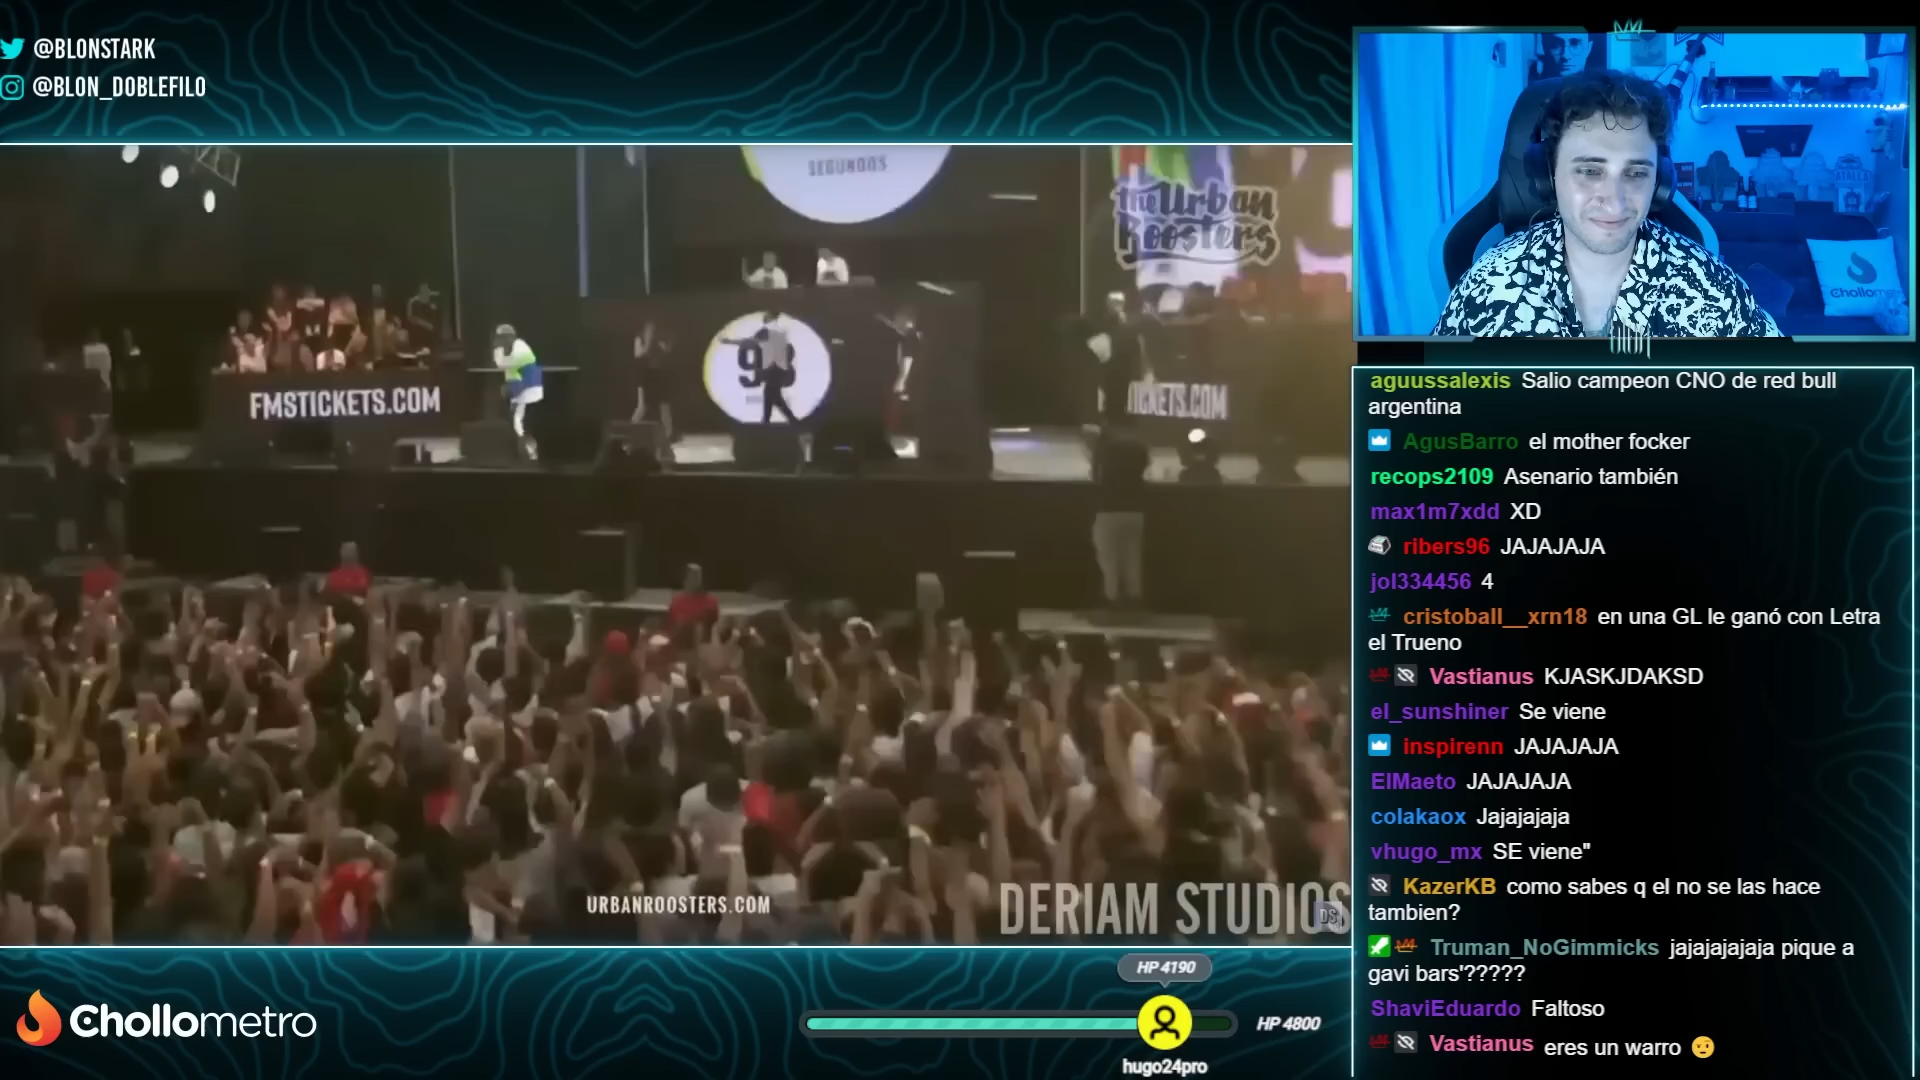 @BLONSTARK
@BLON_DOBLEFILO
SEGUNDOS
the Urban
Roosters
FMSTICKETS.COM
TICKETS.COM
URBANROOSTERS.COM
DERIAM STUDIOS
DS
Chollometro
HP 4190
HP 4800
hugo24pro
Chollometro
aguussalexis Salio campeon CNO de red bull
argentina
AgusBarro el mother focker
recops2109 Asenario también
max1m7xdd XD
ribers96 JAJAJAJA
jol334456 4
cristoball__xrn18 en una GL le ganó con Letra
el Trueno
Vastianus KJASKJDAKSD
el_sunshiner Se viene
inspirenn JAJAJAJA
ElMaeto JAJAJAJA
colakaox Jajajajaja
vhugo_mx SE viene"
KazerKB como sabes q el no se las hace
tambien?
Truman_NoGimmicks jajajajajaja pique a
gavi bars'?????
ShaviEduardo Faltoso
Vastianus eres un warro 🤨